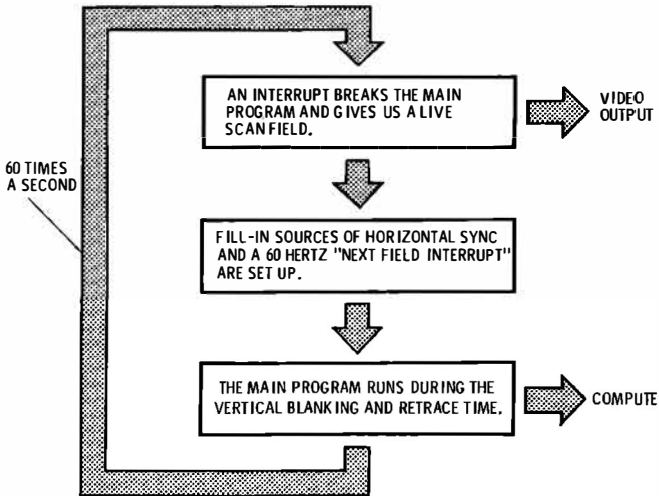 AN INTERRUPT BREAKS THE MAIN
PROGRAM AND GIVES US A LIVE
SCAN FIELD.
VIDEO
OUTPUT
60 TIMES
A SECOND
FILL-IN SOURCES OF HORIZONTAL SYNC
AND A 60 HERTZ "NEXT FIELD INTERRUPT"
ARE SET UP.
THE MAIN PROGRAM RUNS DURING THE
VERTICAL BLANKING AND RETRACE TIME.
COMPUTE